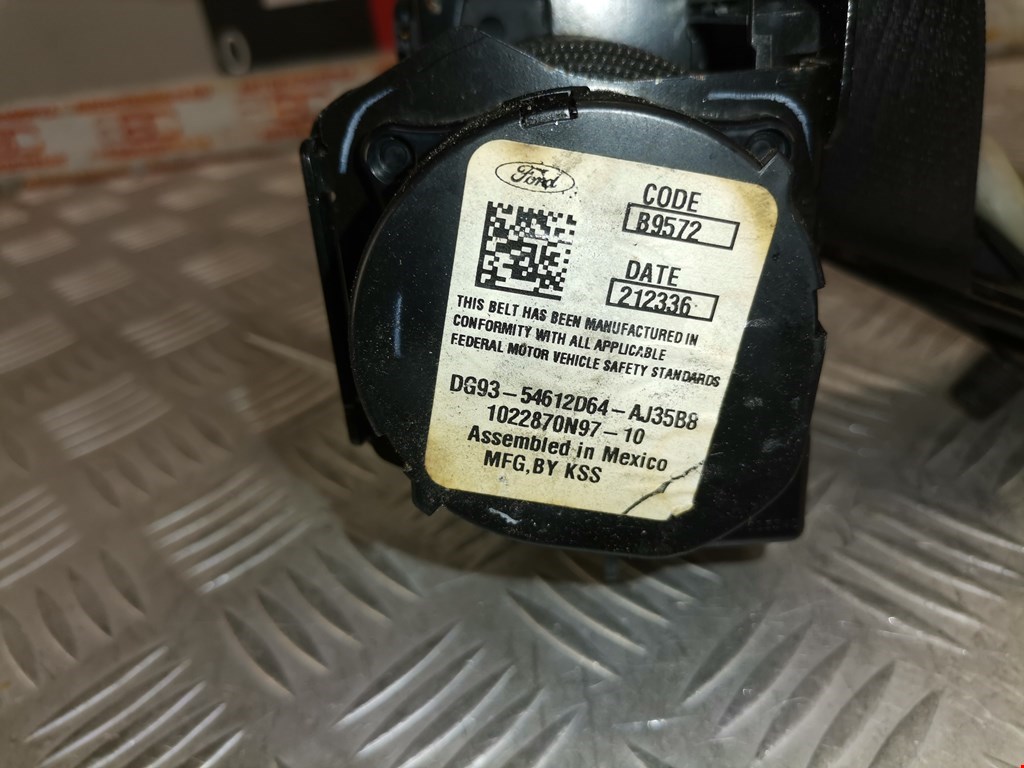 Ford
CODE
B9572
DATE
212336
THIS BELT HAS BEEN MANUFACTURED IN
CONFORMITY WITH ALL APPLICABLE
FEDERAL MOTOR VEHICLE SAFETY STANDARDS
DG93-54612D64-AJ35B8
1022870N97-10
Assembled in Mexico
MFG,BY KSS